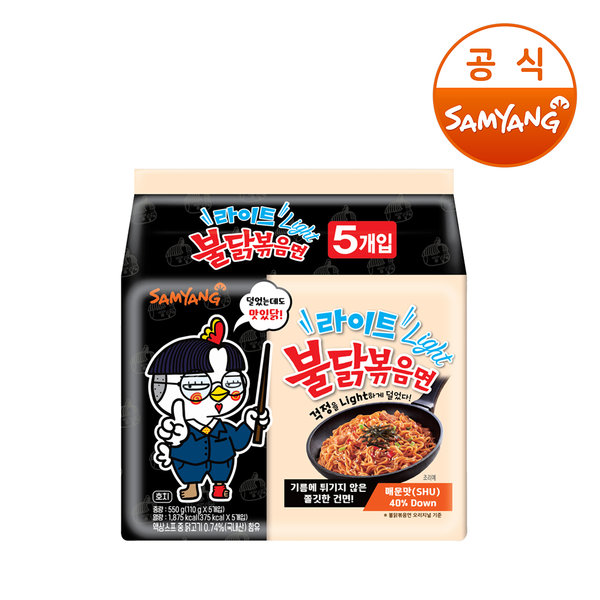 공 식
SAMYANG
라이트 Light
불닭볶음면
5개입
SAMYANG
덜었는데도
맛있닭!
라이트 Light
불닭볶음면
걱정을 Light하게 덜었다!
조리예
기름에 튀기지 않은
쫄깃한 건면!
매운맛(SHU)
40% Down
* 불닭볶음면 오리지널 기준
호치
중량: 550 g(110 g X 5개입)
열량: 1,875 kcal(375 kcal X 5개입)
액상스프 중 닭고기 0.74%(국내산) 함유